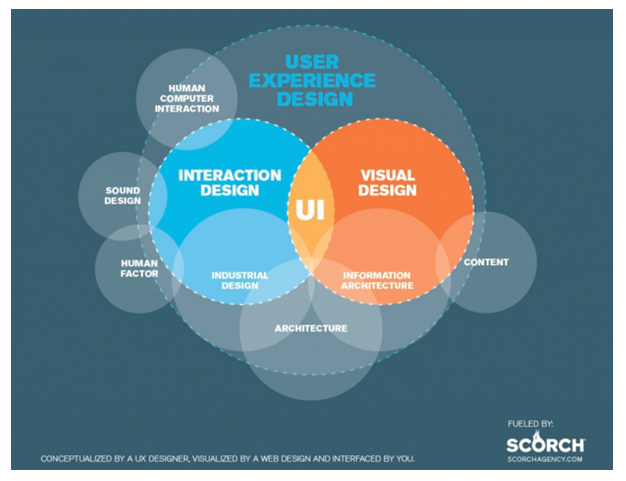 USER
EXPERIENCE
DESIGN
HUMAN
COMPUTER
INTERACTION
INTERACTION
DESIGN
VISUAL
DESIGN
SOUND
DESIGN
UI
HUMAN
FACTOR
INDUSTRIAL
DESIGN
INFORMATION
ARCHITECTURE
CONTENT
ARCHITECTURE
FUELED BY:
SCORCH
SCORCHAGENCY.COM
CONCEPTUALIZED BY A UX DESIGNER, VISUALIZED BY A WEB DESIGN AND INTERFACED BY YOU.